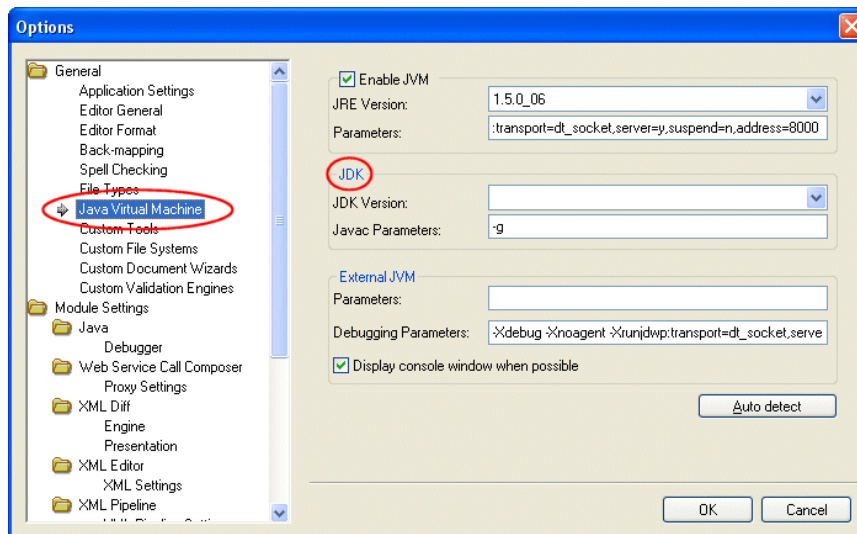 Options
General
Application Settings
Editor General
Editor Format
Back-mapping
Spell Checking
File Types
Java Virtual Machine
Custom Tools
Custom File Systems
Custom Document Wizards
Custom Validation Engines
Module Settings
Java
Debugger
Web Service Call Composer
Proxy Settings
XML Diff
Engine
Presentation
XML Editor
XML Settings
XML Pipeline
Enable JVM
JRE Version: 1.5.0_06
Parameters: :transport=dt_socket,server=y,suspend=n,address=8000
JDK
JDK Version:
Javac Parameters: -g
External JVM
Parameters:
Debugging Parameters: -Xdebug -Xnoagent -Xrunjdwp:transport=dt_socket,serve
Display console window when possible
Auto detect
OK Cancel